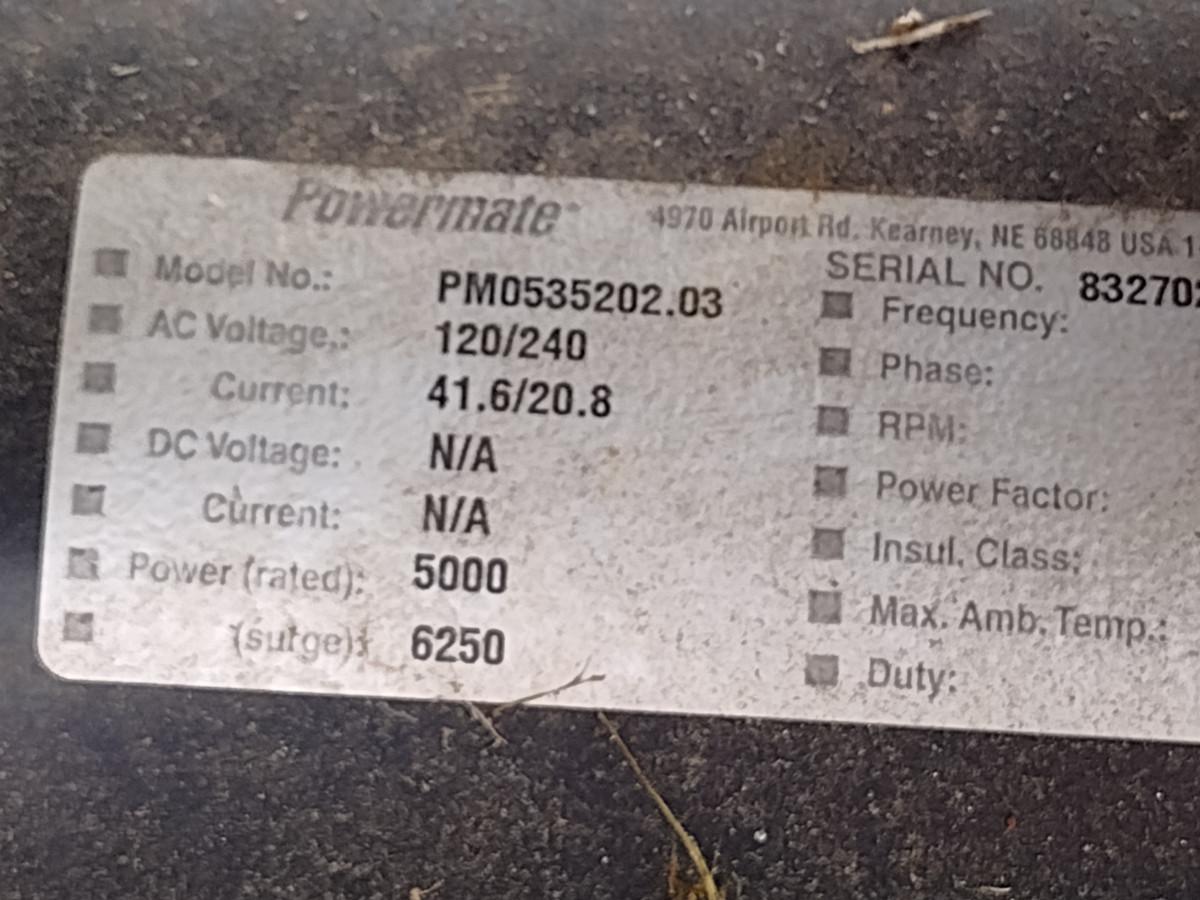 Powermate 4970 Airport Rd. Kearney, NE 68848 USA 1
Model No.: PM0535202.03 SERIAL NO. 83270
AC Voltage.: 120/240 Frequency:
Current: 41.6/20.8 Phase:
DC Voltage: N/A RPM:
Current: N/A Power Factor:
Power (rated): 5000 Insul. Class:
(surge): 6250 Max. Amb. Temp.:
Duty: